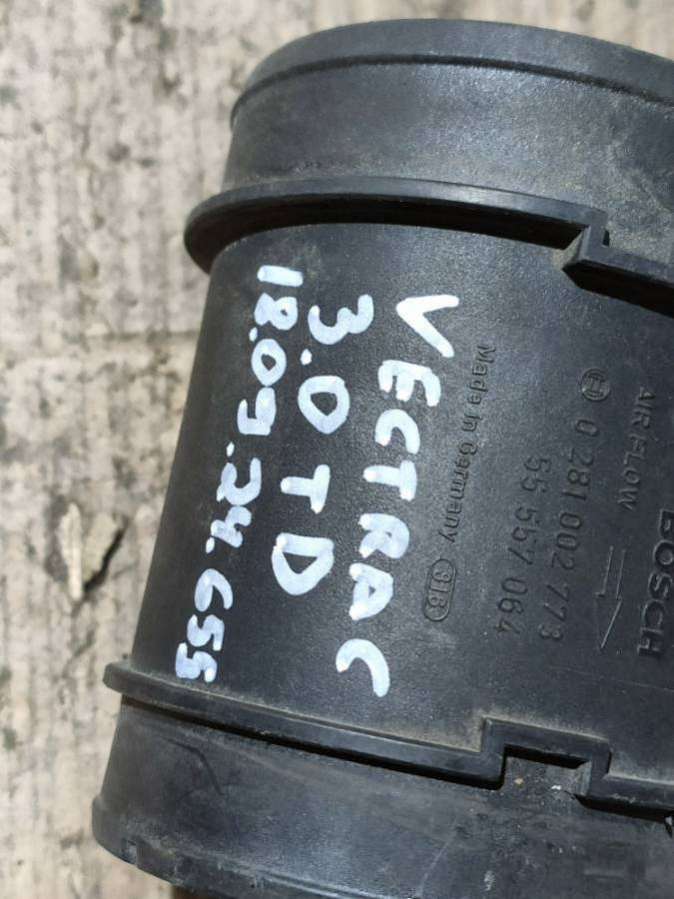 BOSCH
AIR FLOW
0 281 002 773
55 557 064
Made in Germany
VECTRA C
3.0 TD
18.09.24.655